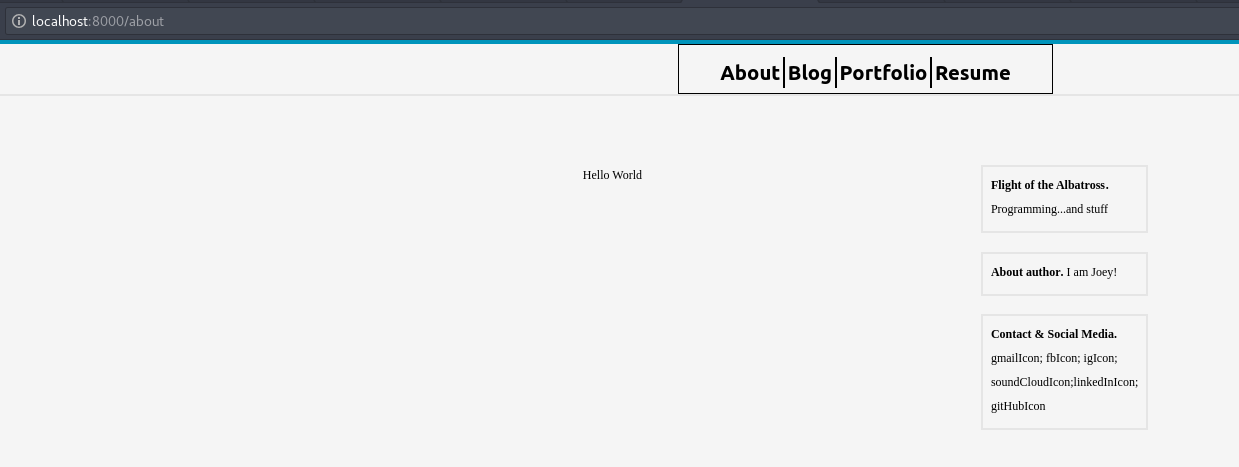 localhost:8000/about
About Blog Portfolio Resume
Hello World
Flight of the Albatross.
Programming...and stuff
About author. I am Joey!
Contact & Social Media.
gmailIcon; fbIcon; igIcon;
soundCloudIcon;linkedInIcon;
gitHubIcon